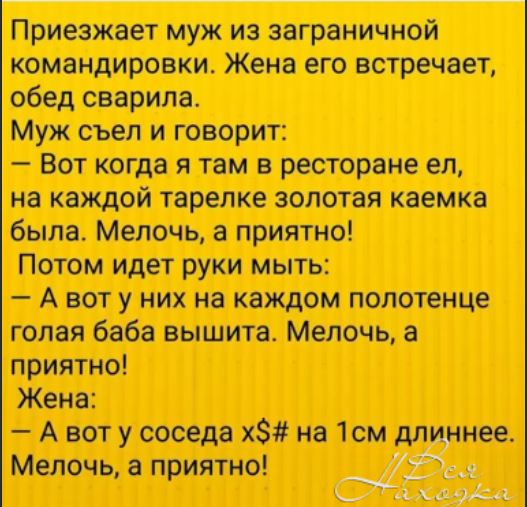 Приезжает муж из заграничной
командировки. Жена его встречает,
обед сварила.
Муж съел и говорит:
— Вот когда я там в ресторане ел,
на каждой тарелке золотая каемка
была. Мелочь, а приятно!
Потом идет руки мыть:
— А вот у них на каждом полотенце
голая баба вышита. Мелочь, а
приятно!
Жена:
— А вот у соседа х$# на 1см длиннее.
Мелочь, а приятно!
Вся
Находка